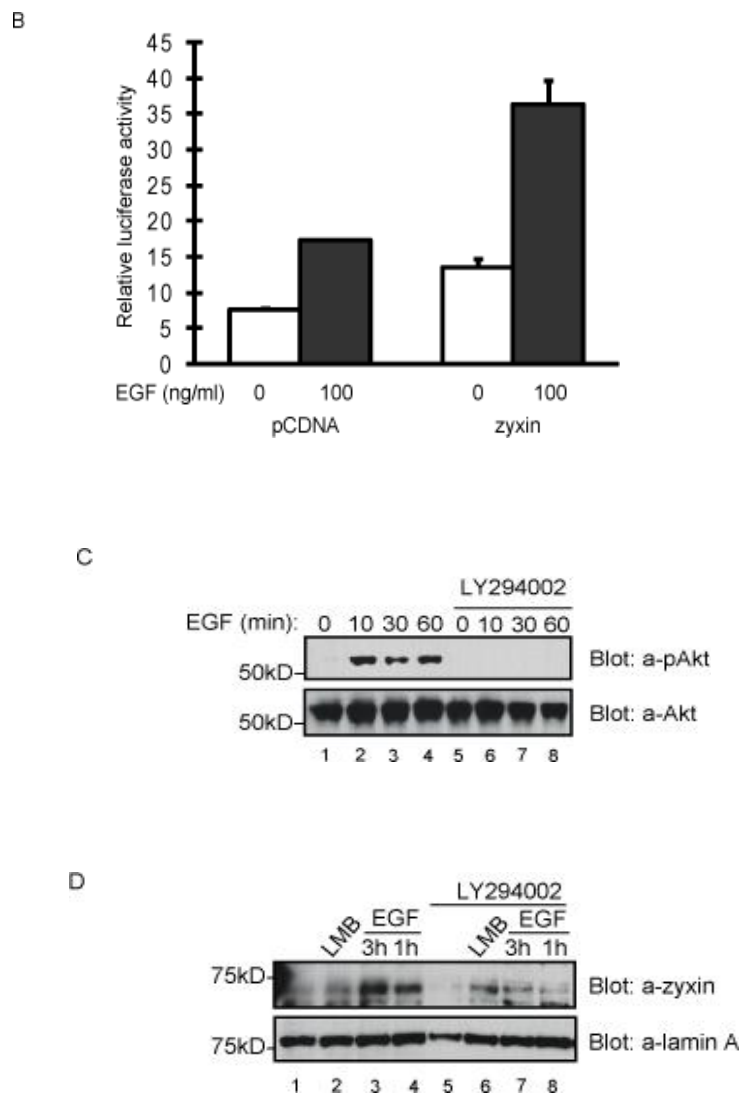 B
45
40
35
30
25
20
15
10
5
0
Relative luciferase activity
EGF (ng/ml) 0 100 0 100
pCDNA zyxin
C
LY294002
EGF (min): 0 10 30 60 0 10 30 60
50kD Blot: a-pAkt
50kD Blot: a-Akt
1 2 3 4 5 6 7 8
D
LY294002
LMB EGF LMB EGF
3h 1h 3h 1h
75kD Blot: a-zyxin
75kD Blot: a-lamin A
1 2 3 4 5 6 7 8